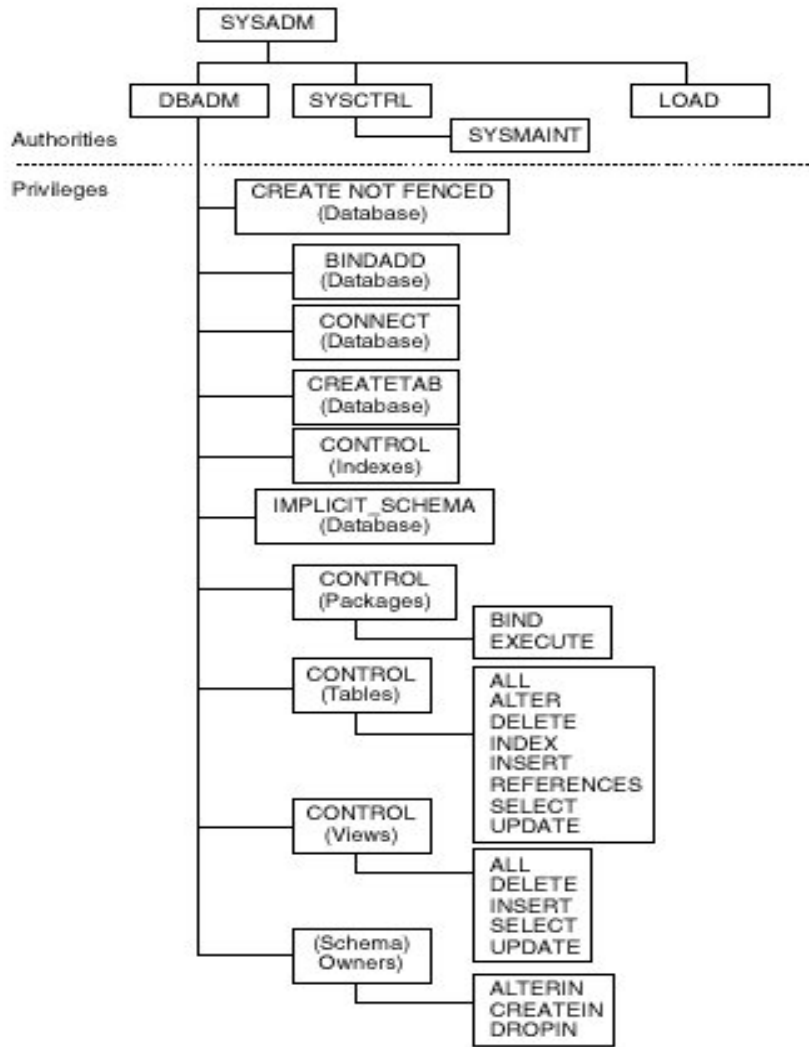 SYSADM
DBADM
SYSCTRL
LOAD
SYSMAINT
Authorities
Privileges
CREATE NOT FENCED
(Database)
BINDADD
(Database)
CONNECT
(Database)
CREATETAB
(Database)
CONTROL
(Indexes)
IMPLICIT_SCHEMA
(Database)
CONTROL
(Packages)
BIND
EXECUTE
CONTROL
(Tables)
ALL
ALTER
DELETE
INDEX
INSERT
REFERENCES
SELECT
UPDATE
CONTROL
(Views)
ALL
DELETE
INSERT
SELECT
UPDATE
(Schema)
Owners)
ALTERIN
CREATEIN
DROPIN